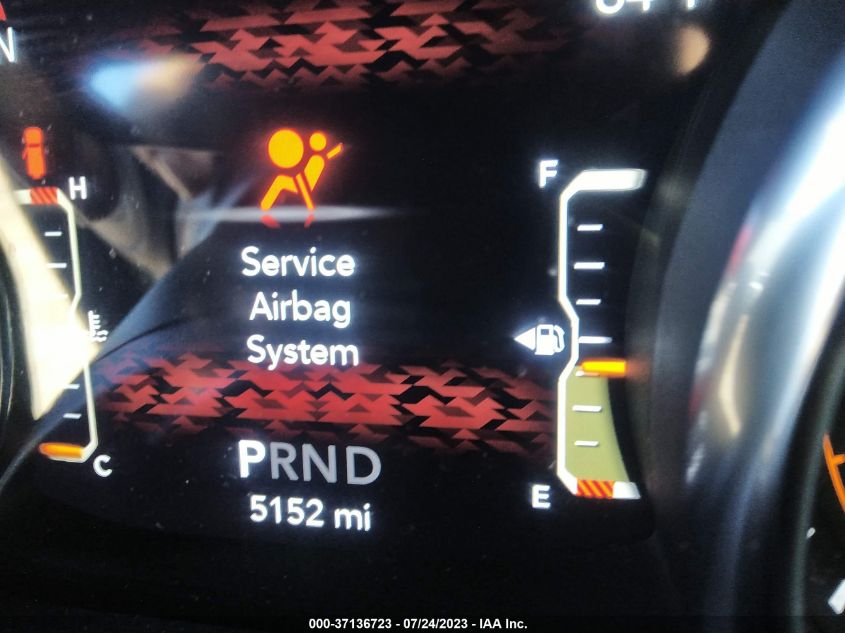 N
H
F
Service
Airbag
System
PRND
C
E
5152 mi
000-37136723 - 07/24/2023 - IAA Inc.